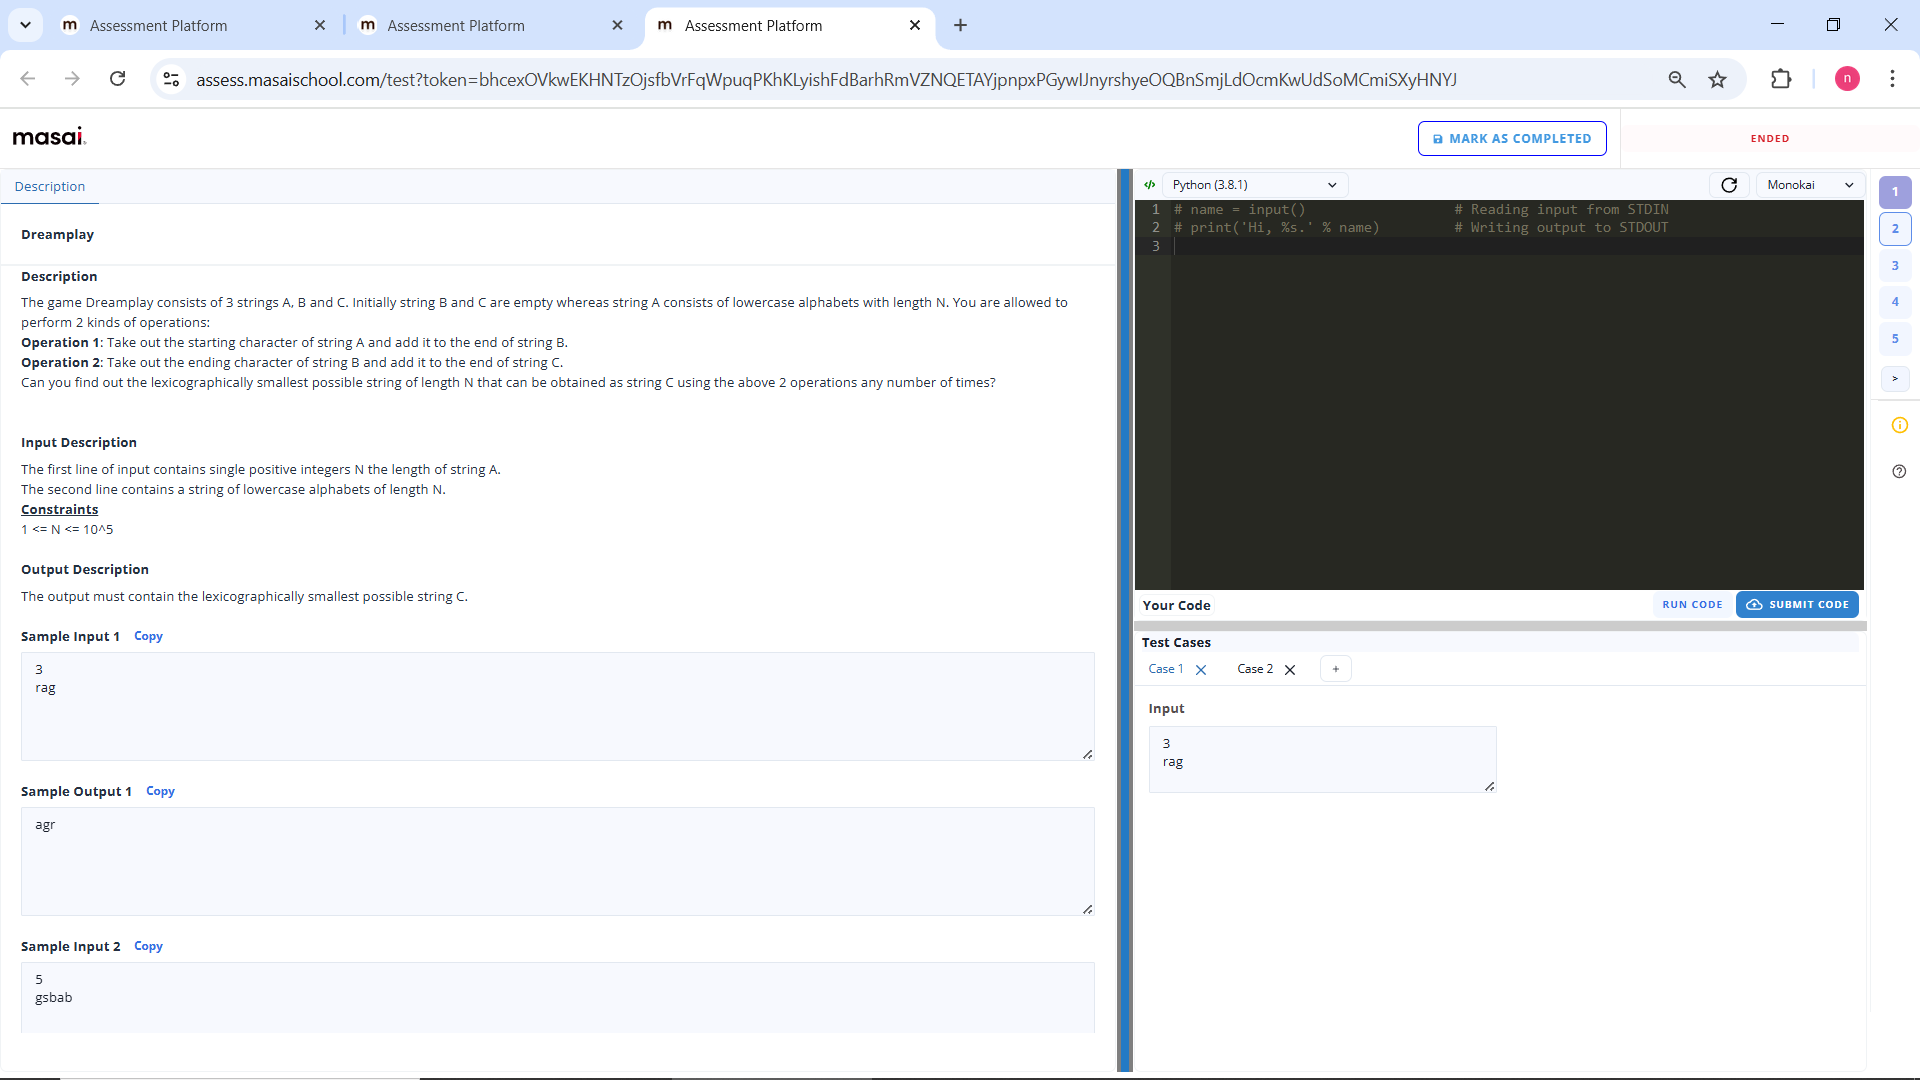 Assessment Platform
Assessment Platform
Assessment Platform
assess.masaischool.com/test?token=bhcexOVkwEKHNTzOjsfbVrFqWpuqPKhKLyishFdBarhRmVZNQETAYjpnpxPGywIJnyrshyeOQBnSmjLdOcmKwUdSoMCmiSXyHNYJ
n
masai.
MARK AS COMPLETED
ENDED
Description
Dreamplay
Description
The game Dreamplay consists of 3 strings A, B and C. Initially string B and C are empty whereas string A consists of lowercase alphabets with length N. You are allowed to
perform 2 kinds of operations:
Operation 1: Take out the starting character of string A and add it to the end of string B.
Operation 2: Take out the ending character of string B and add it to the end of string C.
Can you find out the lexicographically smallest possible string of length N that can be obtained as string C using the above 2 operations any number of times?
Input Description
The first line of input contains single positive integers N the length of string A.
The second line contains a string of lowercase alphabets of length N.
Constraints
1 <= N <= 10^5
Output Description
The output must contain the lexicographically smallest possible string C.
Sample Input 1 Copy
3
rag
Sample Output 1 Copy
agr
Sample Input 2 Copy
5
gsbab
</> Python (3.8.1)
Monokai
1 # name = input() # Reading input from STDIN
2 # print('Hi, %s.' % name) # Writing output to STDOUT
3
Your Code
RUN CODE
SUBMIT CODE
Test Cases
Case 1
Case 2
+
Input
3
rag
1
2
3
4
5
>